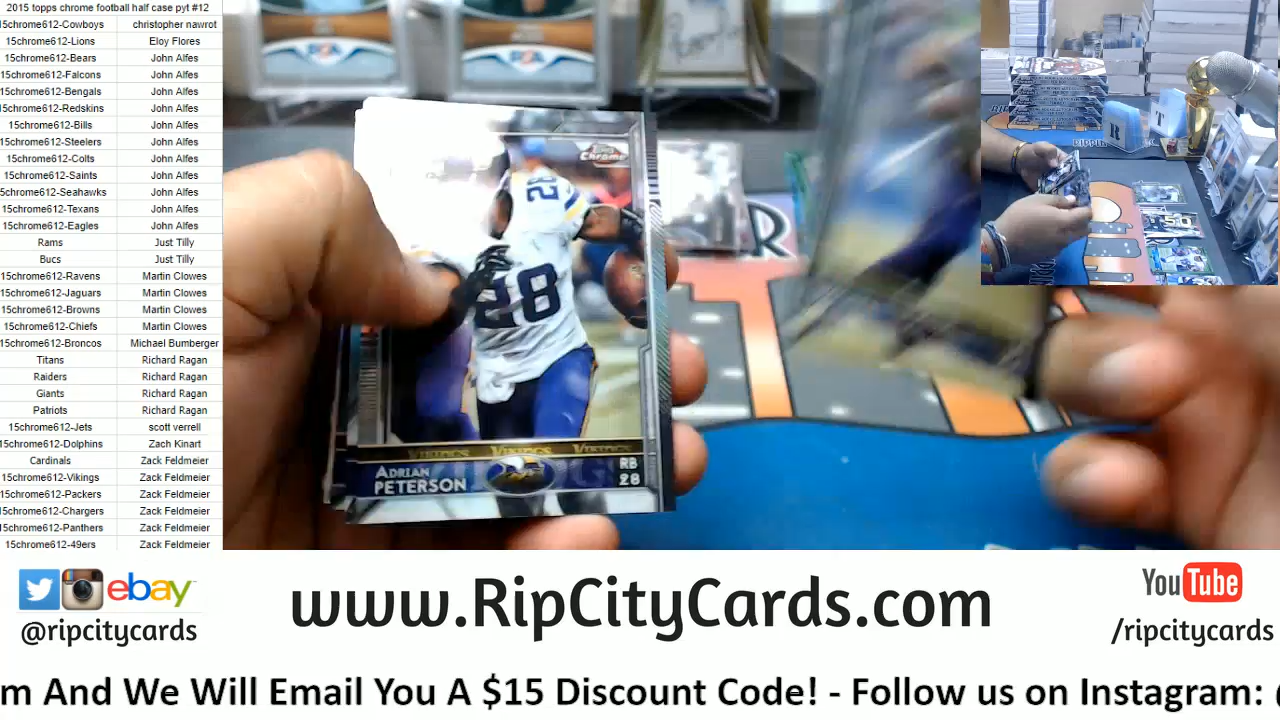 2015 topps chrome football half case pyt #12
15chrome612-Cowboys christopher nawrot
15chrome612-Lions Eloy Flores
15chrome612-Bears John Alfes
15chrome612-Falcons John Alfes
15chrome612-Bengals John Alfes
15chrome612-Redskins John Alfes
15chrome612-Bills John Alfes
15chrome612-Steelers John Alfes
15chrome612-Colts John Alfes
15chrome612-Saints John Alfes
15chrome612-Seahawks John Alfes
15chrome612-Texans John Alfes
15chrome612-Eagles John Alfes
Rams Just Tilly
Bucs Just Tilly
15chrome612-Ravens Martin Clowes
15chrome612-Jaguars Martin Clowes
15chrome612-Browns Martin Clowes
15chrome612-Chiefs Martin Clowes
15chrome612-Broncos Michael Bumberger
Titans Richard Ragan
Raiders Richard Ragan
Giants Richard Ragan
Patriots Richard Ragan
15chrome612-Jets scott verrell
15chrome612-Dolphins Zach Kinart
Cardinals Zack Feldmeier
15chrome612-Vikings Zack Feldmeier
15chrome612-Packers Zack Feldmeier
15chrome612-Chargers Zack Feldmeier
15chrome612-Panthers Zack Feldmeier
15chrome612-49ers Zack Feldmeier
Chrome
28
28
VIKINGS VIKINGS VIKINGS
ADRIAN
PETERSON
RB
28
R
R
T
ebay
@ripcitycards
www.RipCityCards.com
YouTube
/ripcitycards
m And We Will Email You A $15 Discount Code! - Follow us on Instagram: